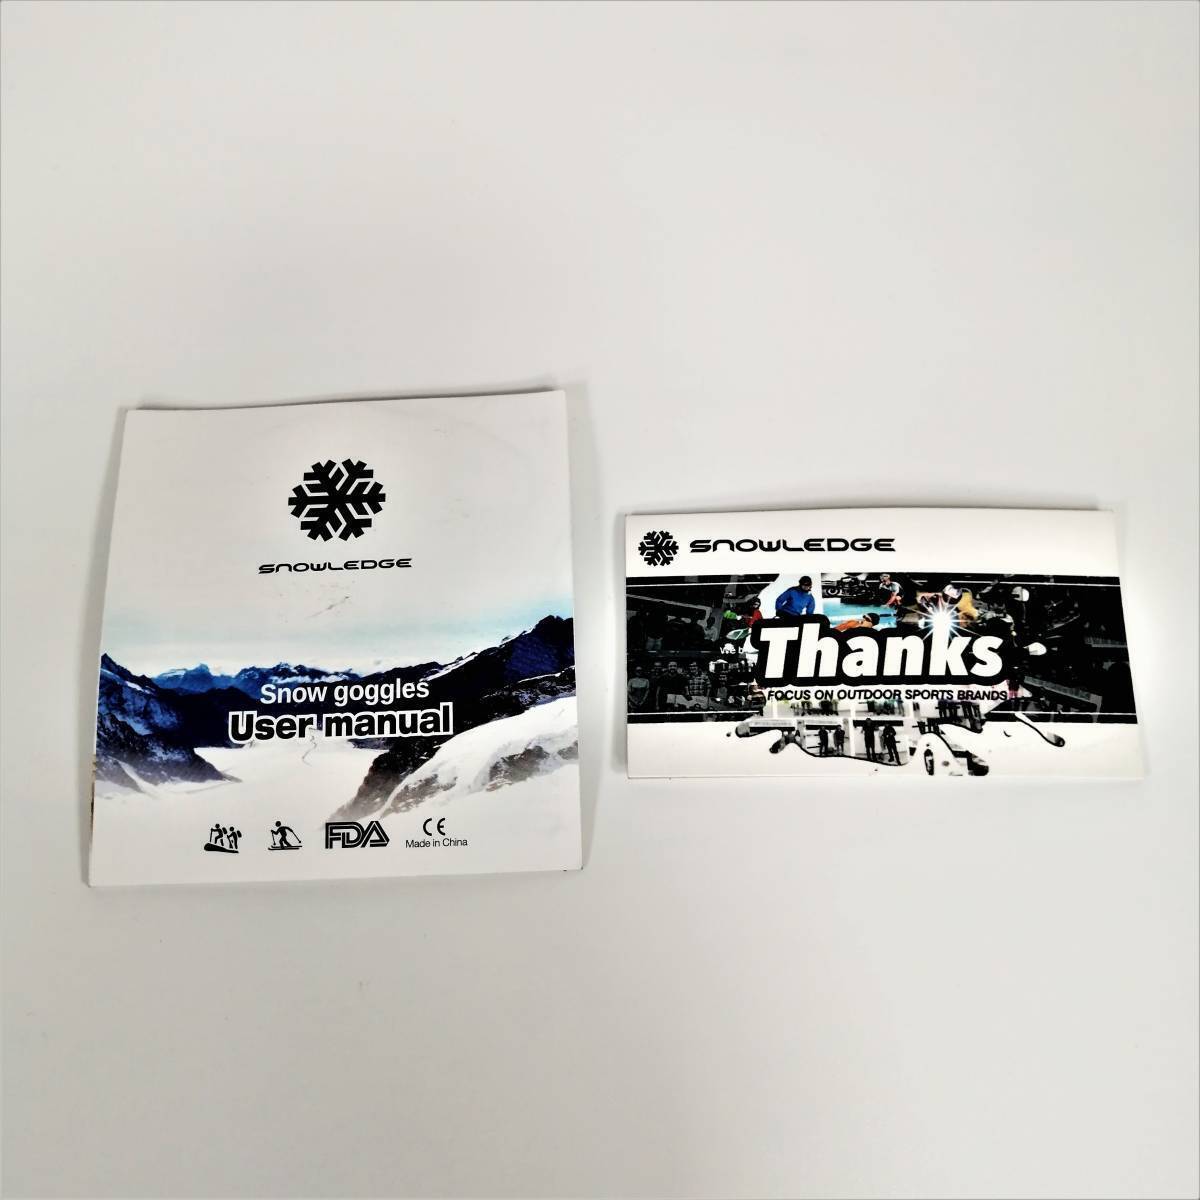 SNOWLEDGE
Snow goggles
User manual
FDA
CE
Made in China
SNOWLEDGE
Thanks
FOCUS ON OUTDOOR SPORTS BRANDS